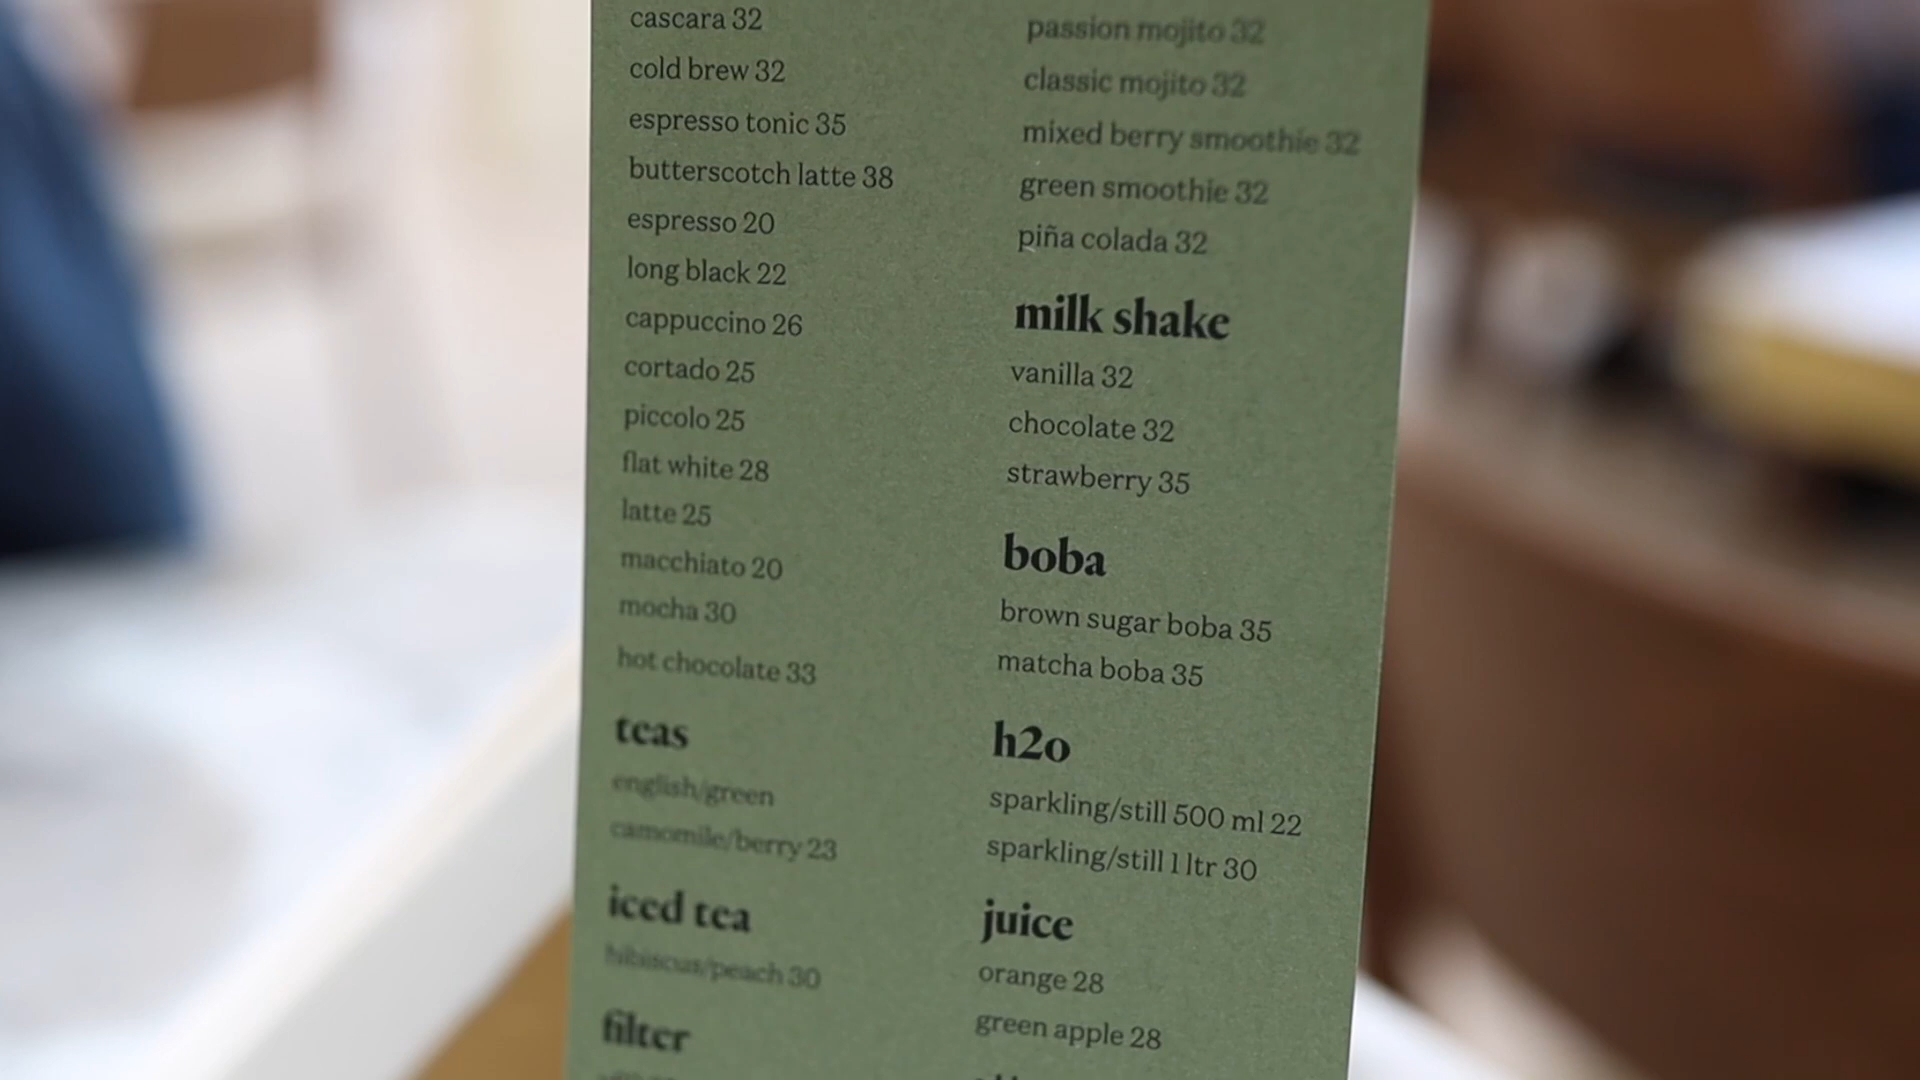 cascara 32
cold brew 32
espresso tonic 35
butterscotch latte 38
espresso 20
long black 22
cappuccino 26
cortado 25
piccolo 25
flat white 28
latte 25
macchiato 20
mocha 30
hot chocolate 33
teas
english/green
camomile/berry 23
iced tea
hibiscus/peach 30
filter
passion mojito 32
classic mojito 32
mixed berry smoothie 32
green smoothie 32
piña colada 32
milk shake
vanilla 32
chocolate 32
strawberry 35
boba
brown sugar boba 35
matcha boba 35
h2o
sparkling/still 500 ml 22
sparkling/still 1 ltr 30
juice
orange 28
green apple 28